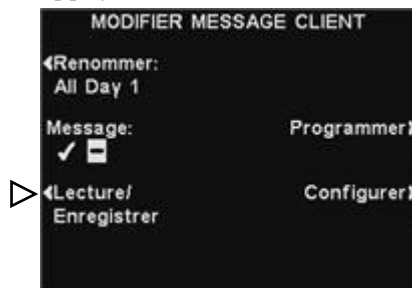 MODIFIER MESSAGE CLIENT
Renommer:
All Day 1
Message:
Programmer
Lecture/
Enregistrer
Configurer